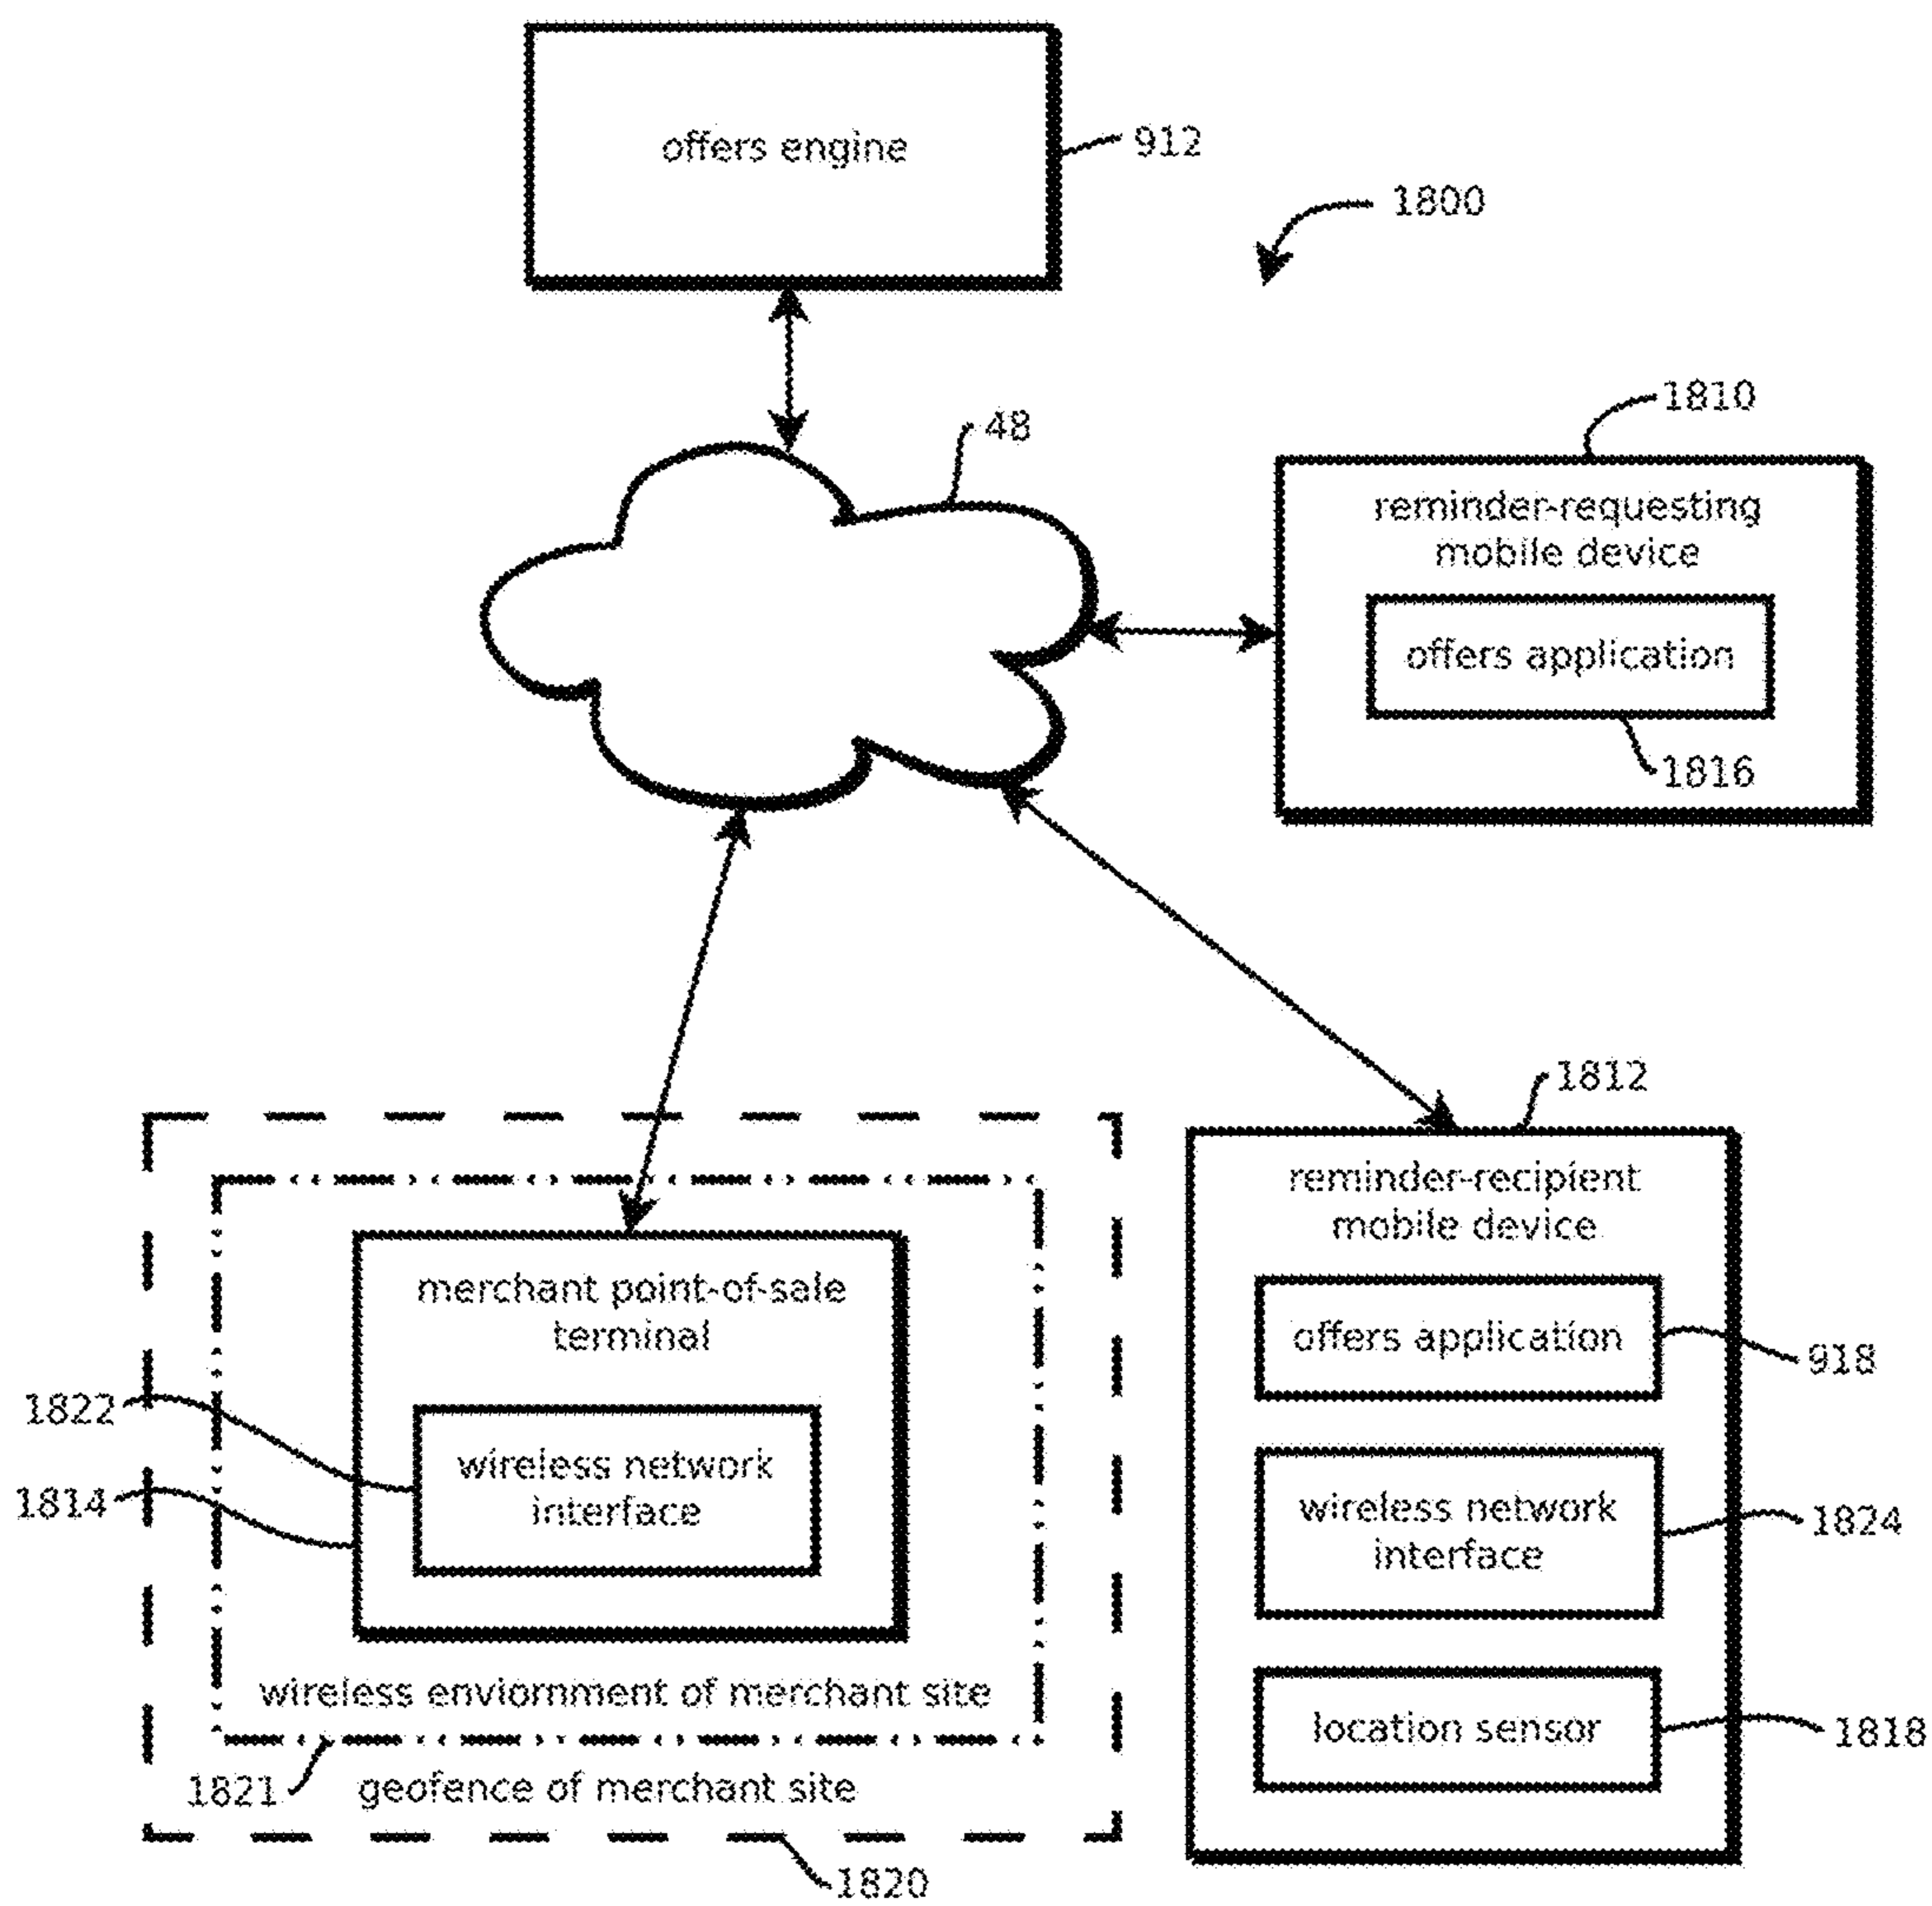 offers engine
912
1800
48
1810
reminder-requesting
mobile device
offers application
1816
1812
reminder-recipient
mobile device
offers application
918
wireless network
interface
1824
location sensor
1818
merchant point-of-sale
terminal
1822
wireless network
interface
1814
wireless enviornment of merchant site
1821
geofence of merchant site
1820